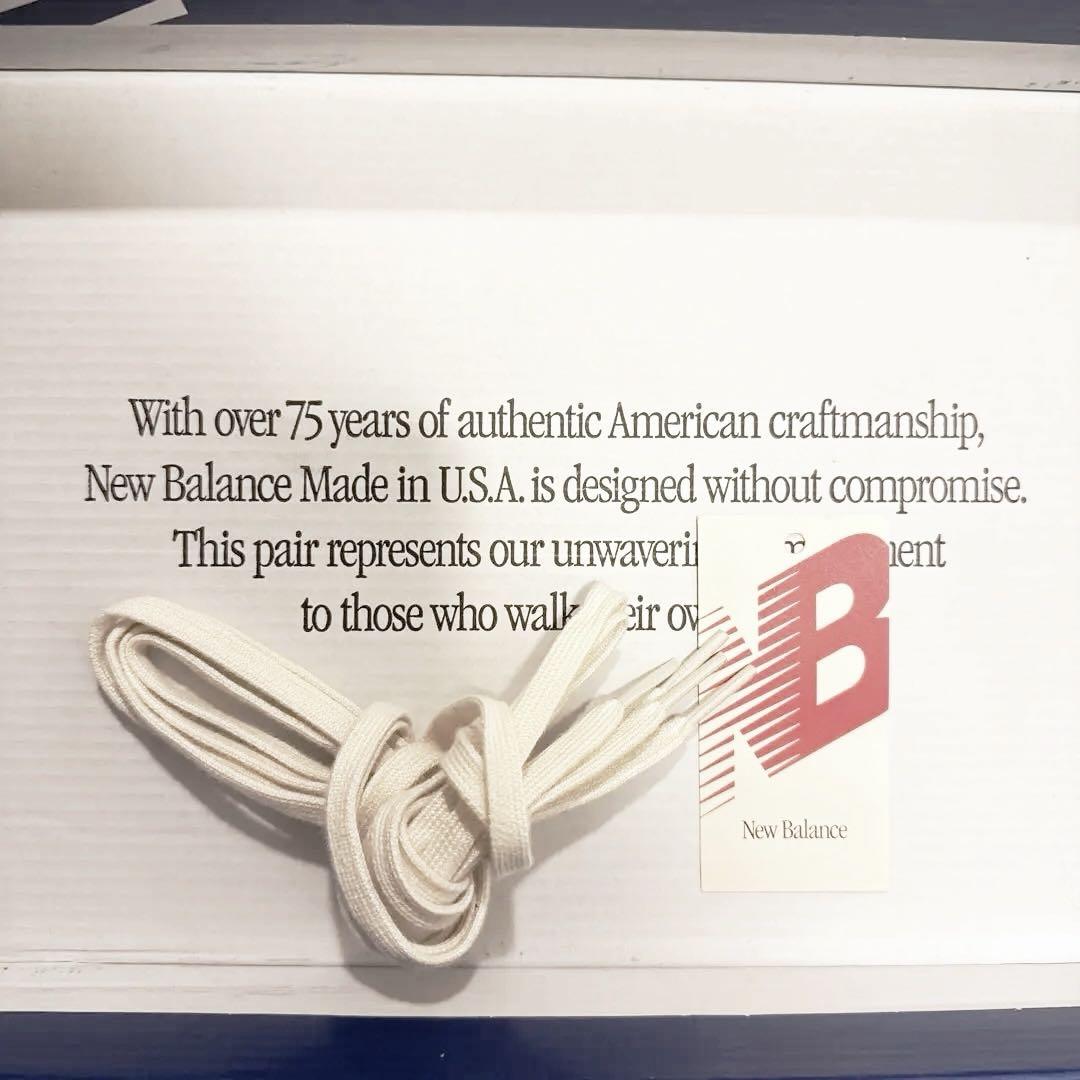 With over 75 years of authentic American craftmanship,
New Balance Made in U.S.A. is designed without compromise.
This pair represents our
to those who
NB
New Balance